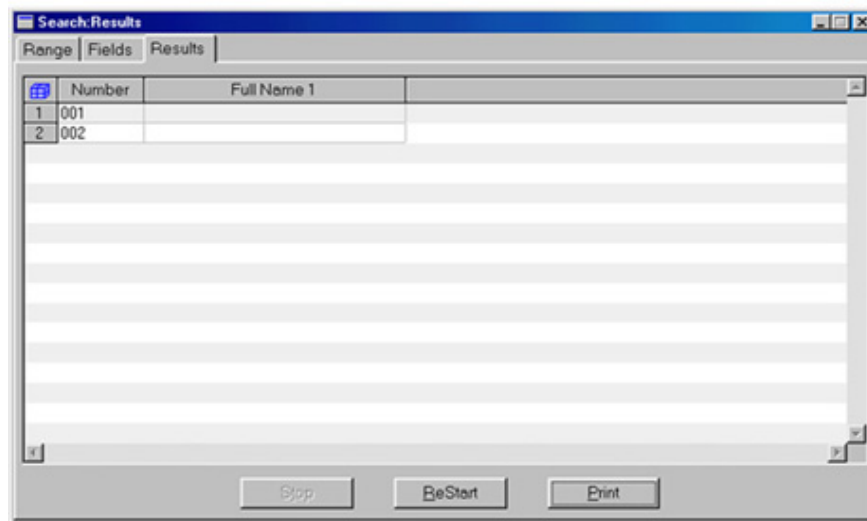 Search:Results
Range Fields Results
Number Full Name 1
1 001
2 002
Stop ReStart Print